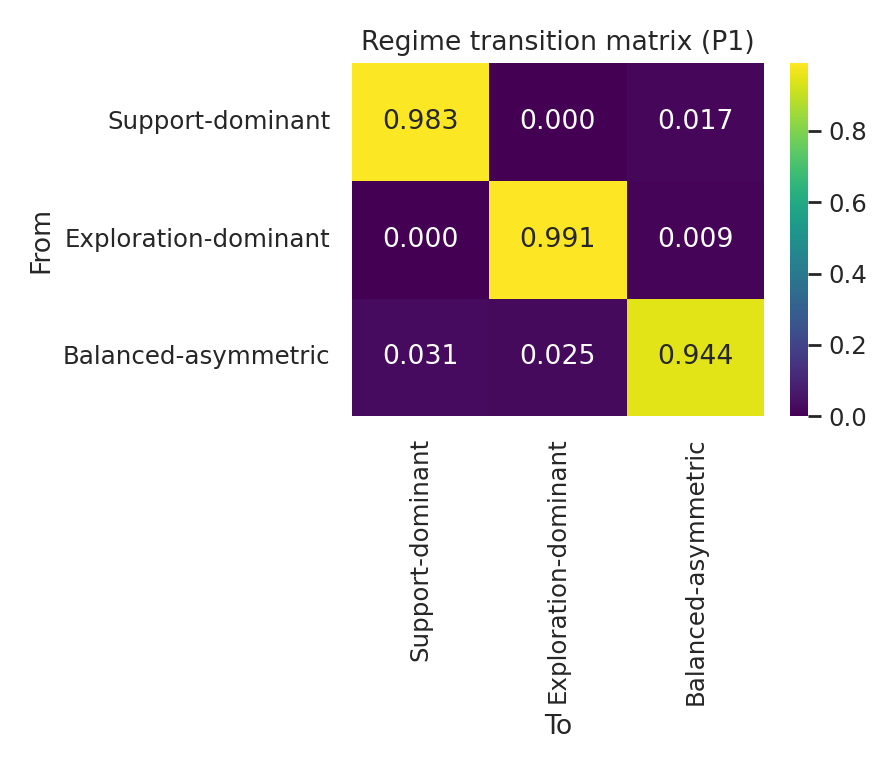 Regime transition matrix (P1)
From
Support-dominant
0.983 0.000 0.017
Exploration-dominant
0.000 0.991 0.009
Balanced-asymmetric
0.031 0.025 0.944
Support-dominant
Exploration-dominant
Balanced-asymmetric
To
0.8
0.6
0.4
0.2
0.0